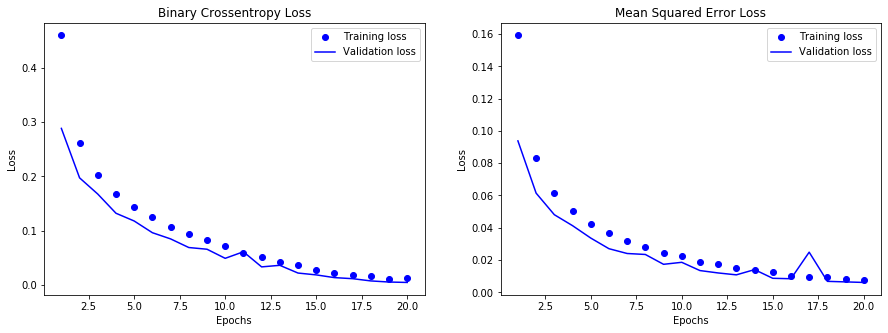 Binary Crossentropy Loss
Training loss
Validation loss
Loss
0.4
0.3
0.2
0.1
0.0
2.5 5.0 7.5 10.0 12.5 15.0 17.5 20.0
Epochs
Mean Squared Error Loss
Training loss
Validation loss
Loss
0.16
0.14
0.12
0.10
0.08
0.06
0.04
0.02
0.00
2.5 5.0 7.5 10.0 12.5 15.0 17.5 20.0
Epochs